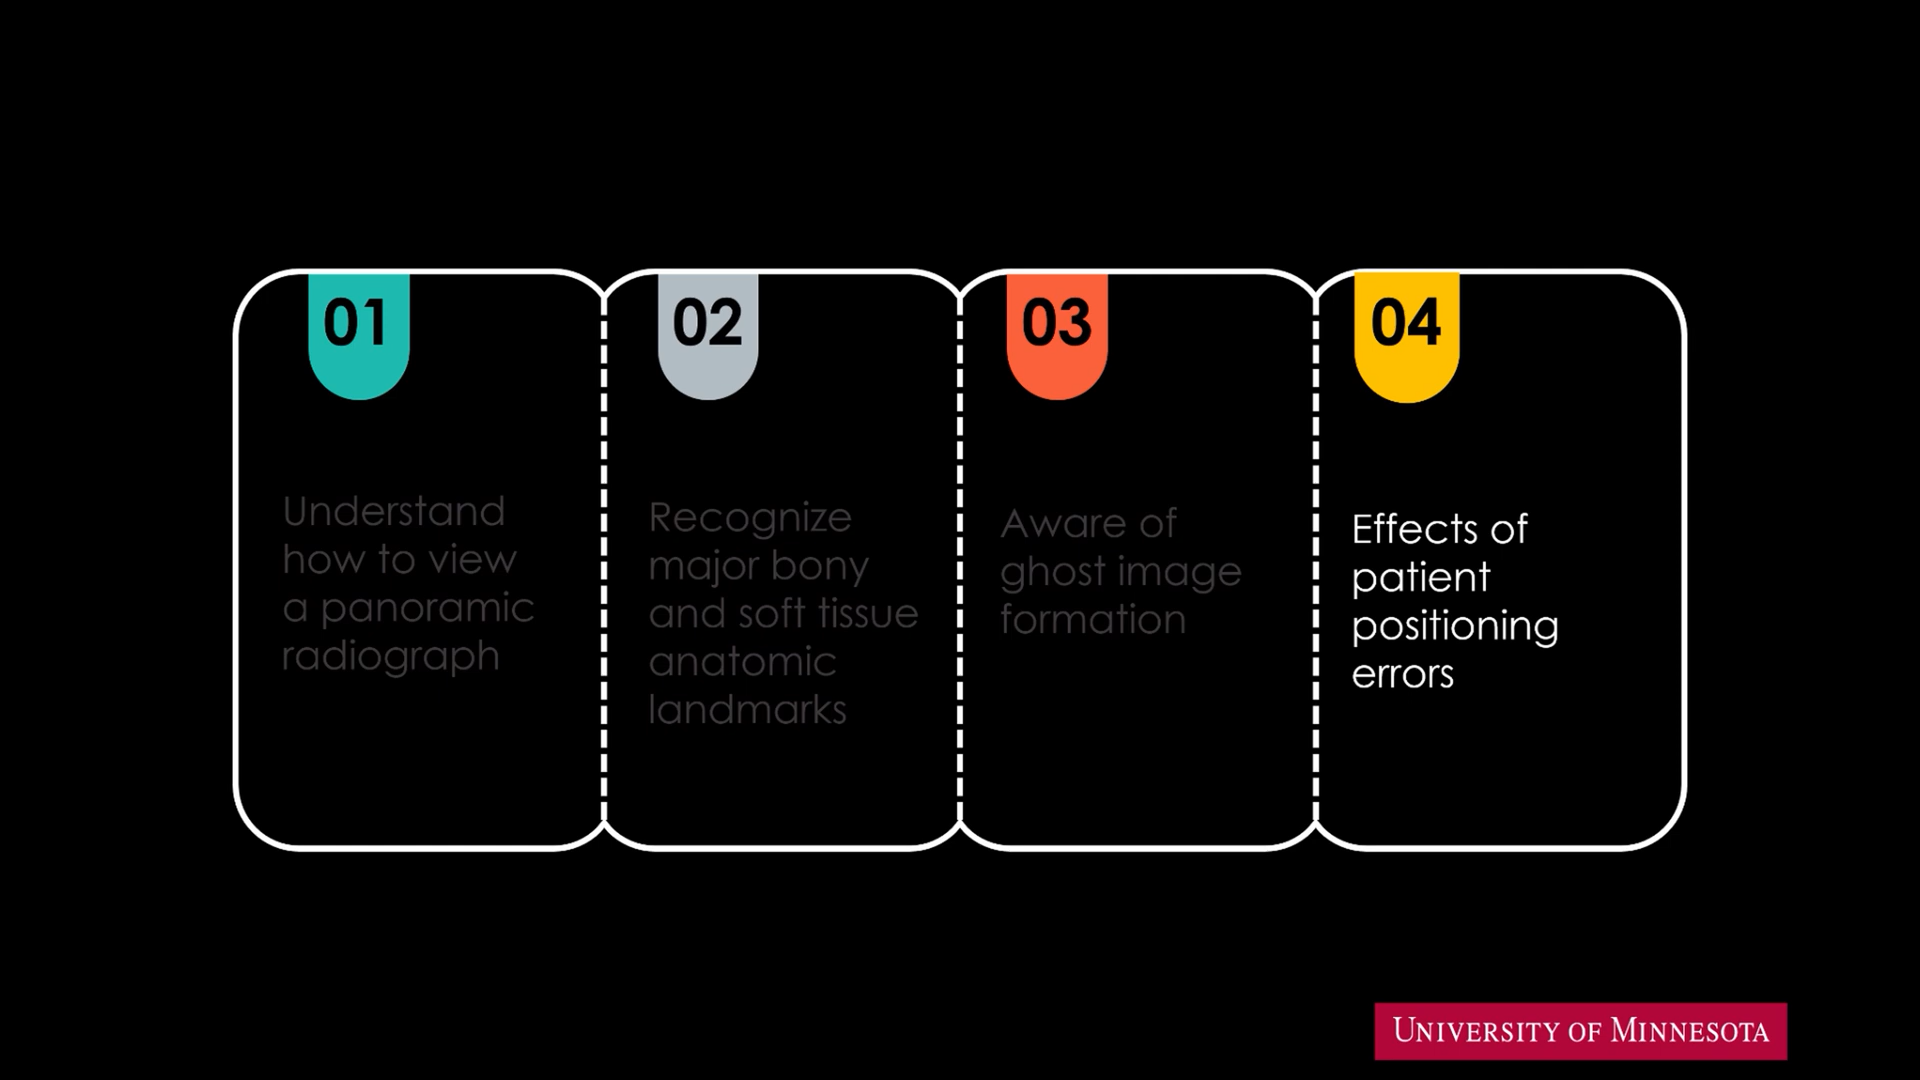 01
Understand
how to view
a panoramic
radiograph
02
Recognize
major bony
and soft tissue
anatomic
landmarks
03
Aware of
ghost image
formation
04
Effects of
patient
positioning
errors
UNIVERSITY OF MINNESOTA